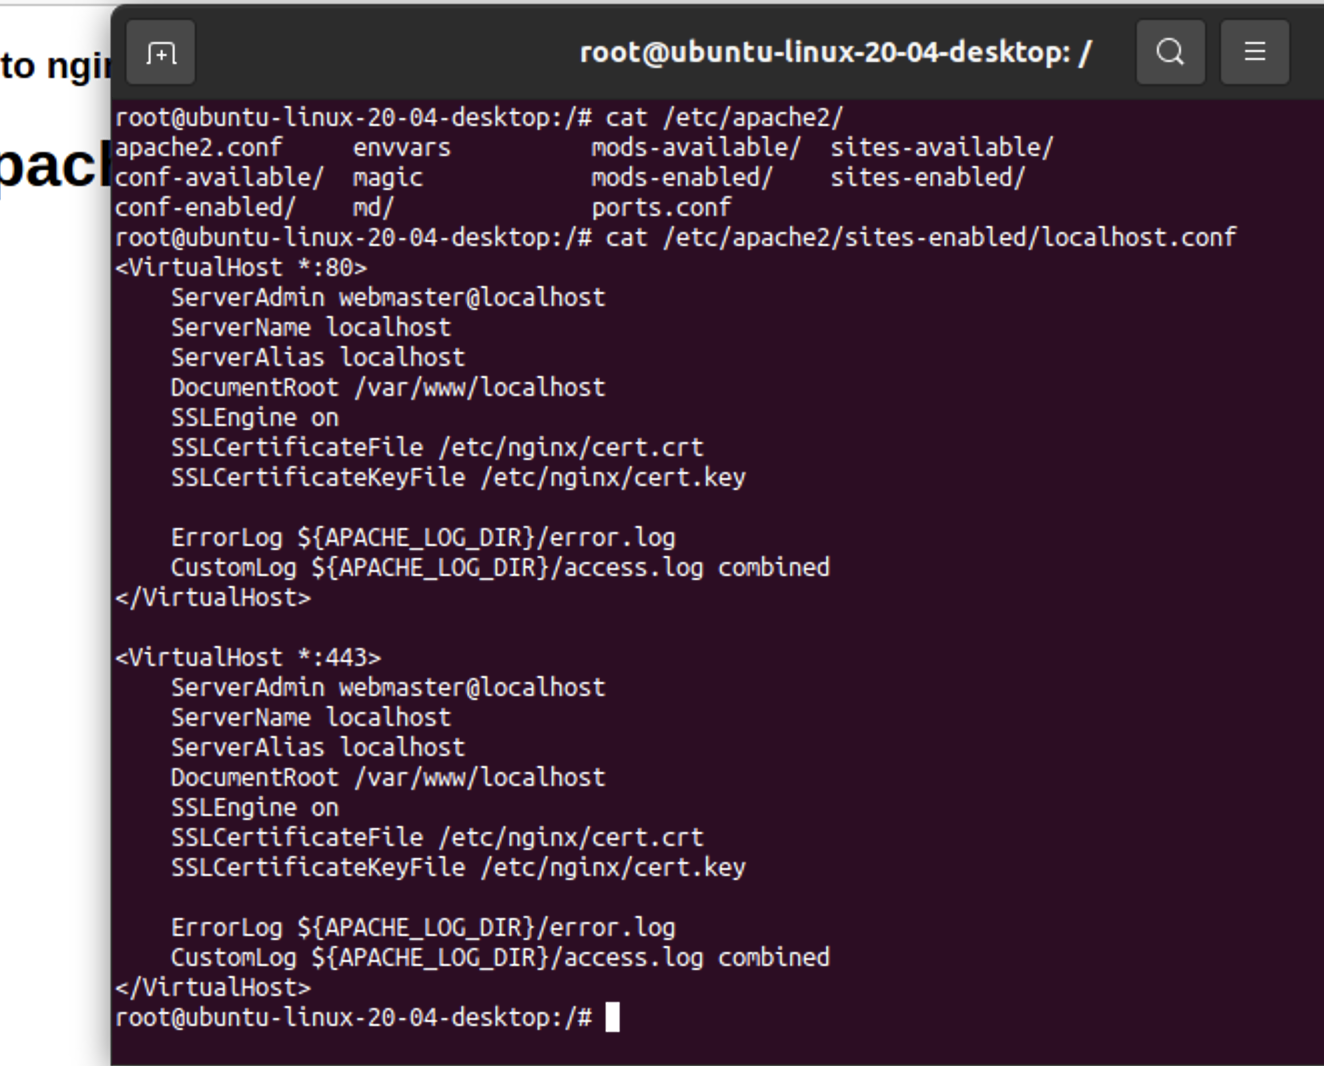 root@ubuntu-linux-20-04-desktop: /
to
root@ubuntu-linux-20-04-desktop:/# cat /etc/apache2/
apache2.conf envvars mods-available/ sites-available/
conf-available/ magic mods-enabled/ sites-enabled/
conf-enabled/ md/ ports.conf
root@ubuntu-linux-20-04-desktop:/# cat /etc/apache2/sites-enabled/localhost.conf
<VirtualHost *:80>
    ServerAdmin webmaster@localhost
    ServerName localhost
    ServerAlias localhost
    DocumentRoot /var/www/localhost
    SSLEngine on
    SSLCertificateFile /etc/nginx/cert.crt
    SSLCertificateKeyFile /etc/nginx/cert.key

    ErrorLog ${APACHE_LOG_DIR}/error.log
    CustomLog ${APACHE_LOG_DIR}/access.log combined
</VirtualHost>

<VirtualHost *:443>
    ServerAdmin webmaster@localhost
    ServerName localhost
    ServerAlias localhost
    DocumentRoot /var/www/localhost
    SSLEngine on
    SSLCertificateFile /etc/nginx/cert.crt
    SSLCertificateKeyFile /etc/nginx/cert.key

    ErrorLog ${APACHE_LOG_DIR}/error.log
    CustomLog ${APACHE_LOG_DIR}/access.log combined
</VirtualHost>
root@ubuntu-linux-20-04-desktop:/#